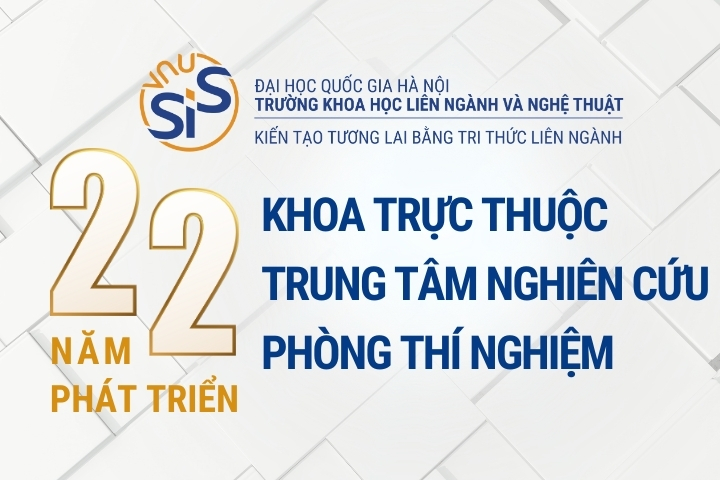 VNU
SIS
ĐẠI HỌC QUỐC GIA HÀ NỘI
TRƯỜNG KHOA HỌC LIÊN NGÀNH VÀ NGHỆ THUẬT
KIẾN TẠO TƯƠNG LAI BẰNG TRI THỨC LIÊN NGÀNH
22
NĂM
PHÁT TRIỂN
KHOA TRỰC THUỘC
TRUNG TÂM NGHIÊN CỨU
PHÒNG THÍ NGHIỆM